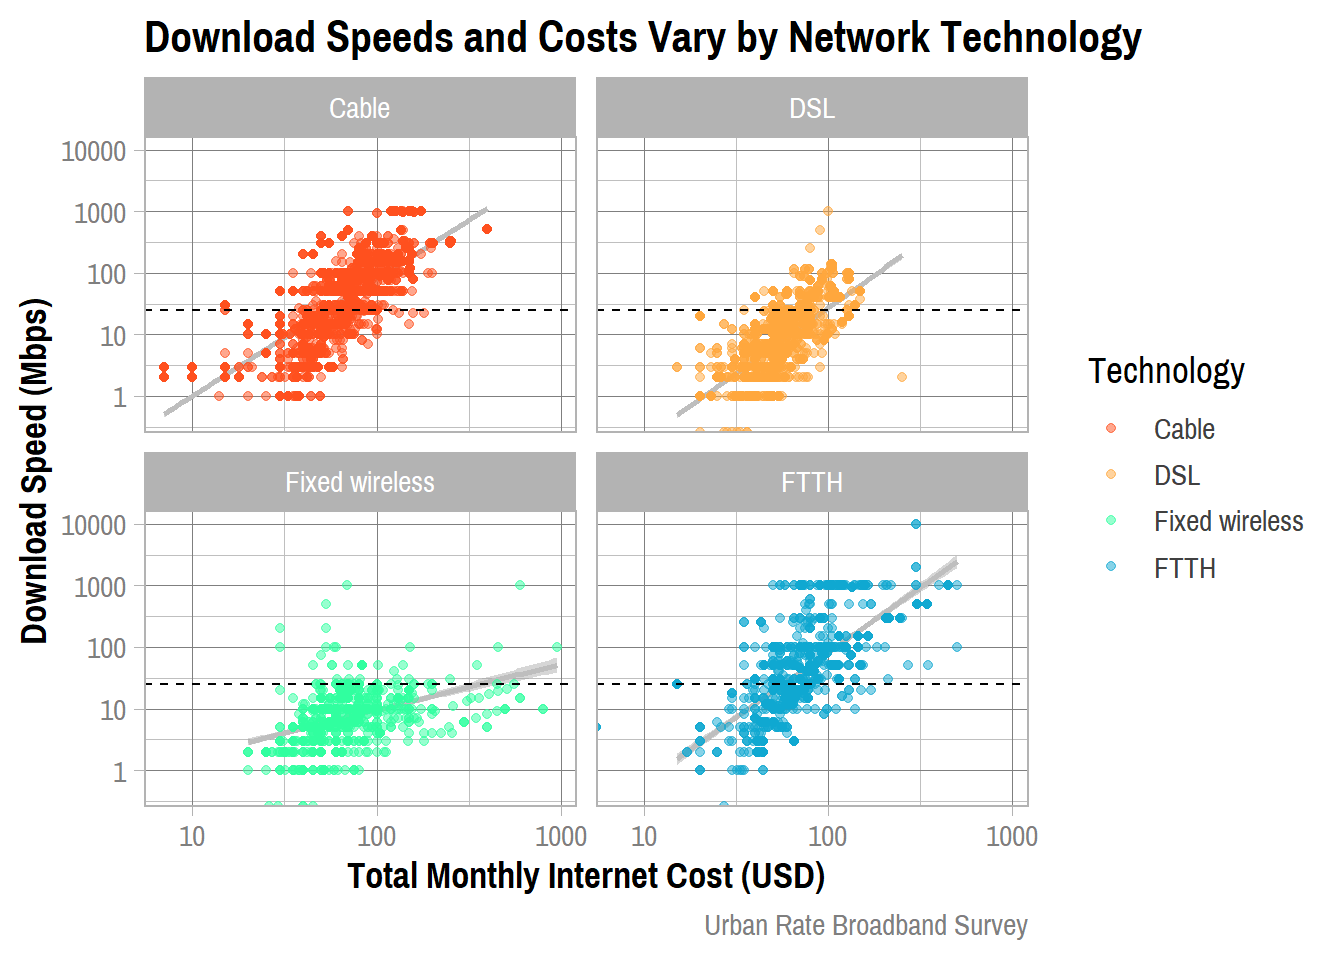 Download Speeds and Costs Vary by Network Technology
Cable
DSL
10000
1000
100
10
1
Fixed wireless
FTTH
10000
1000
100
10
1
10
100
1000
10
100
1000
Download Speed (Mbps)
Total Monthly Internet Cost (USD)
Technology
Cable
DSL
Fixed wireless
FTTH
Urban Rate Broadband Survey